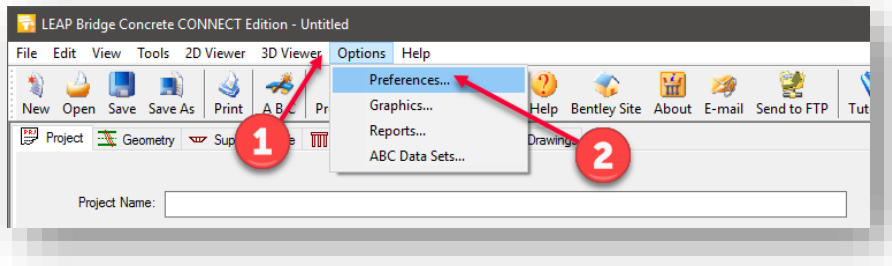 LEAP Bridge Concrete CONNECT Edition - Untitled
File Edit View Tools 2D Viewer 3D Viewer Options Help
New Open Save Save As Print Help Bentley Site About E-mail Send to FTP
Preferences...
Graphics...
Reports...
ABC Data Sets...
Project Geometry
1
2
Project Name: